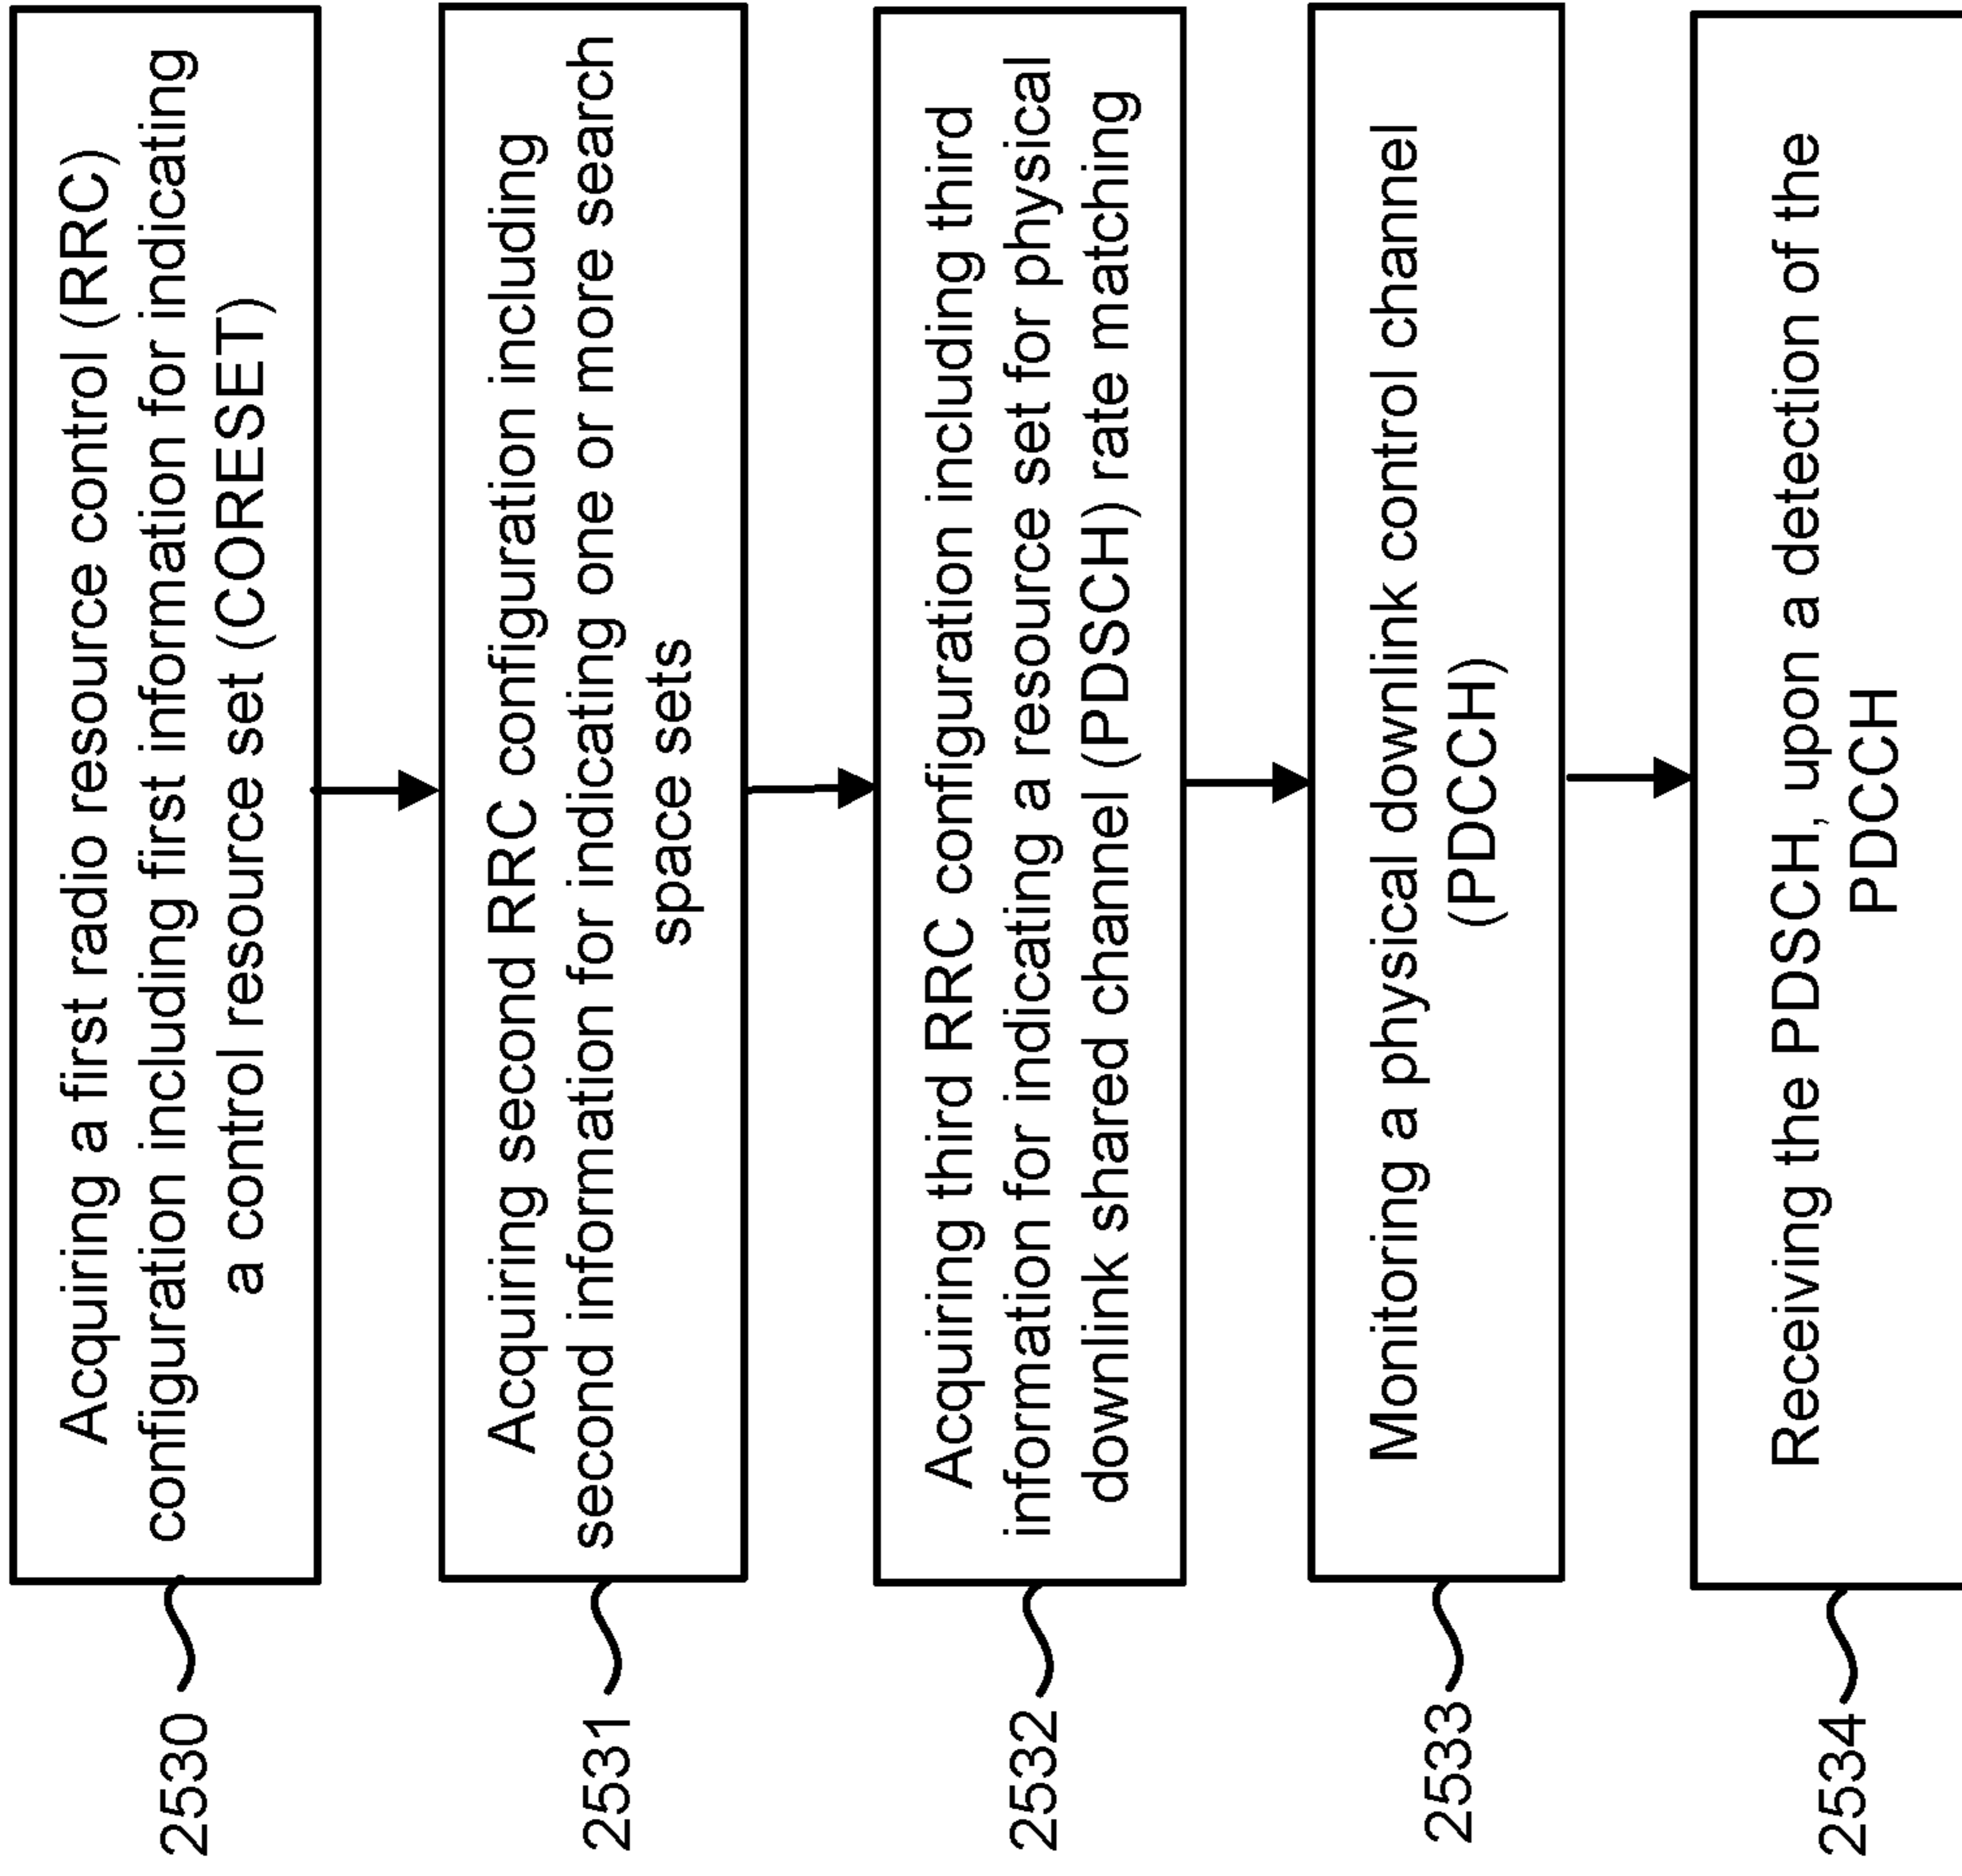 2530
Acquiring a first radio resource control (RRC)
configuration including first information for indicating
a control resource set (CORESET)
2531
Acquiring second RRC configuration including
second information for indicating one or more search
space sets
2532
Acquiring third RRC configuration including third
information for indicating a resource set for physical
downlink shared channel (PDSCH) rate matching
2533
Monitoring a physical downlink control channel
(PDCCH)
2534
Receiving the PDSCH, upon a detection of the
PDCCH